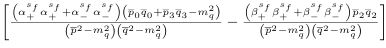 \left[ \frac{\left( \alpha_{+}^{s_f} \alpha_{+}^{s_f} + \alpha_{-}^{s_f} \alpha_{-}^{s_f} \right) \left( \overline{p}_0 \overline{q}_0 + \overline{p}_3 \overline{q}_3 - m_q^2 \right)}{\left( \overline{p}^2 - m_q^2 \right) \left( \overline{q}^2 - m_q^2 \right)} - \frac{\left( \beta_{+}^{s_f} \beta_{+}^{s_f} + \beta_{-}^{s_f} \beta_{-}^{s_f} \right) \overline{p}_2 \overline{q}_2}{\left( \overline{p}^2 - m_q^2 \right) \left( \overline{q}^2 - m_q^2 \right)} \right]